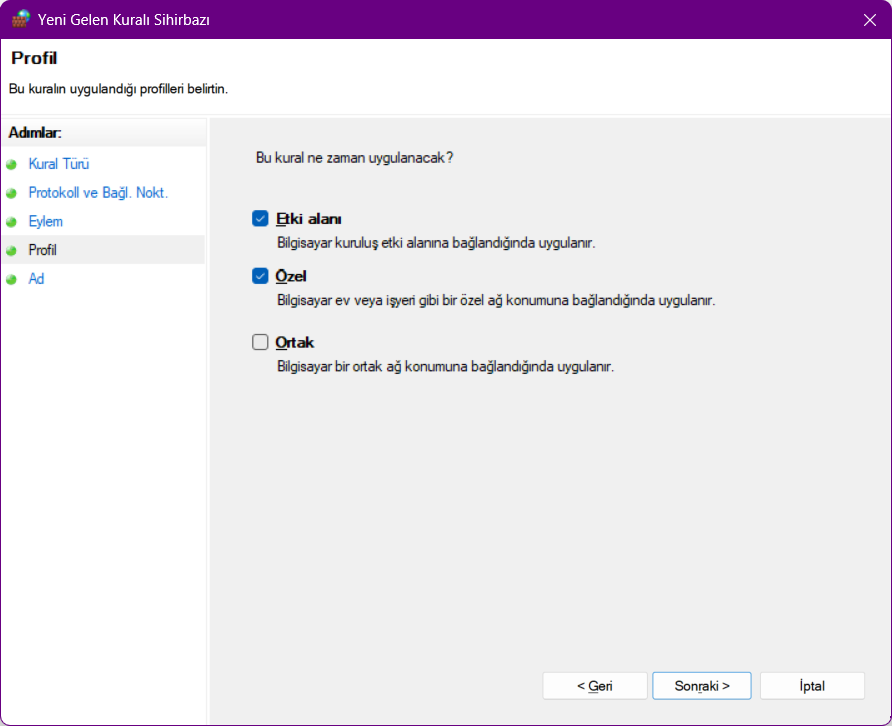 Yeni Gelen Kuralı Sihirbazı
Profil
Bu kuralın uygulandığı profilleri belirtin.
Adımlar:
Kural Türü
Protokoll ve Bağl. Nokt.
Eylem
Profil
Ad
Bu kural ne zaman uygulanacak?
Etki alanı
Bilgisayar kuruluş etki alanına bağlandığında uygulanır.
Özel
Bilgisayar ev veya işyeri gibi bir özel ağ konumuna bağlandığında uygulanır.
Ortak
Bilgisayar bir ortak ağ konumuna bağlandığında uygulanır.
< Geri
Sonraki >
İptal